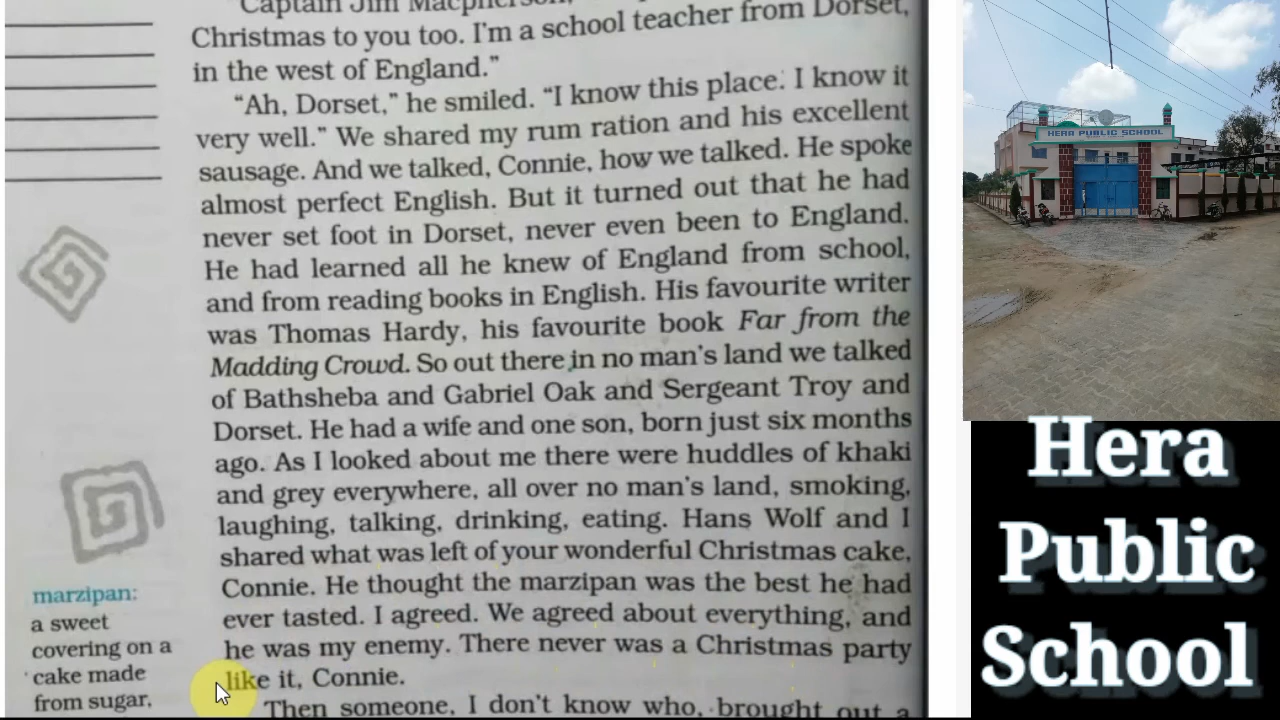 "Captain Jim Macpherson,
Christmas to you too. I'm a school teacher from Dorset,
in the west of England."
"Ah, Dorset," he smiled. "I know this place. I know it
very well." We shared my rum ration and his excellent
sausage. And we talked, Connie, how we talked. He spoke
almost perfect English. But it turned out that he had
never set foot in Dorset, never even been to England.
He had learned all he knew of England from school,
and from reading books in English. His favourite writer
was Thomas Hardy, his favourite book Far from the
Madding Crowd. So out there in no man's land we talked
of Bathsheba and Gabriel Oak and Sergeant Troy and
Dorset. He had a wife and one son, born just six months
ago. As I looked about me there were huddles of khaki
and grey everywhere, all over no man's land, smoking,
laughing, talking, drinking, eating. Hans Wolf and I
shared what was left of your wonderful Christmas cake,
Connie. He thought the marzipan was the best he had
ever tasted. I agreed. We agreed about everything, and
he was my enemy. There never was a Christmas party
like it, Connie.
Then someone, I don't know who, brought out a
marzipan:
a sweet
covering on a
cake made
from sugar,
HERA PUBLIC SCHOOL
Hera
Public
School